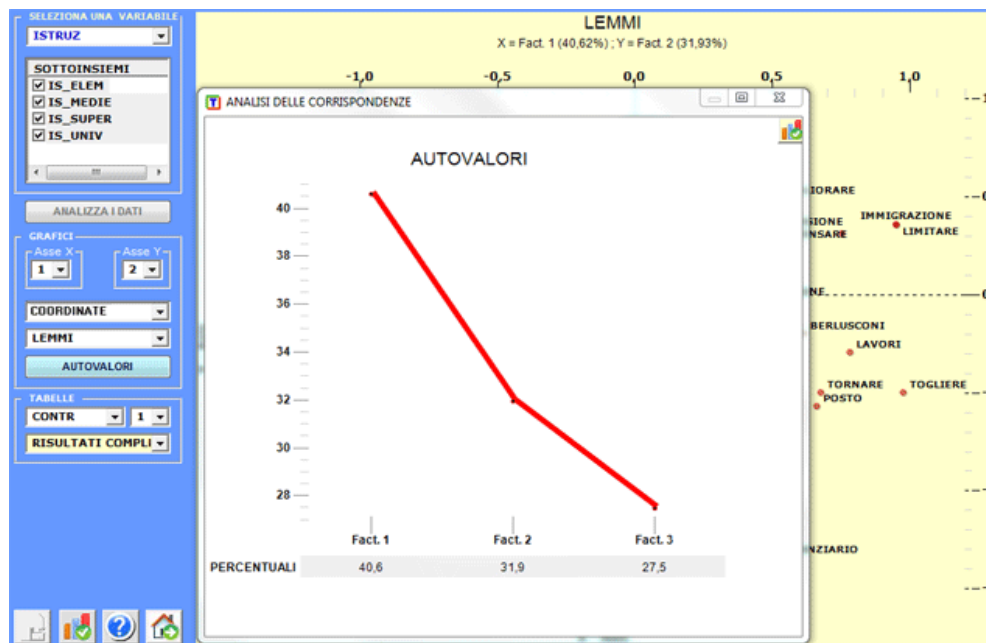 SELEZIONA UNA VARIABILE
ISTRUZ
SOTTOINSIEMI
IS_ELEM
IS_MEDIE
IS_SUPER
IS_UNIV
ANALIZZA I DATI
GRAFICI
Asse X
Asse Y
1
2
COORDINATE
LEMMI
AUTOVALORI
TABELLE
CONTR
1
RISULTATI COMPLI
LEMMI
X = Fact. 1 (40,62%) ; Y = Fact. 2 (31,93%)
-1,0 -0,5 0,0 0,5 1,0
ANALISI DELLE CORRISPONDENZE
AUTOVALORI
40
38
36
34
32
30
28
Fact. 1 Fact. 2 Fact. 3
PERCENTUALI 40,6 31,9 27,5
IORARE
IMMIGRAZIONE
SIONE
NSARE
LIMITARE
NE
BERLUSCONI
LAVORI
TORNARE
TOGLIERE
POSTO
NZIARIO